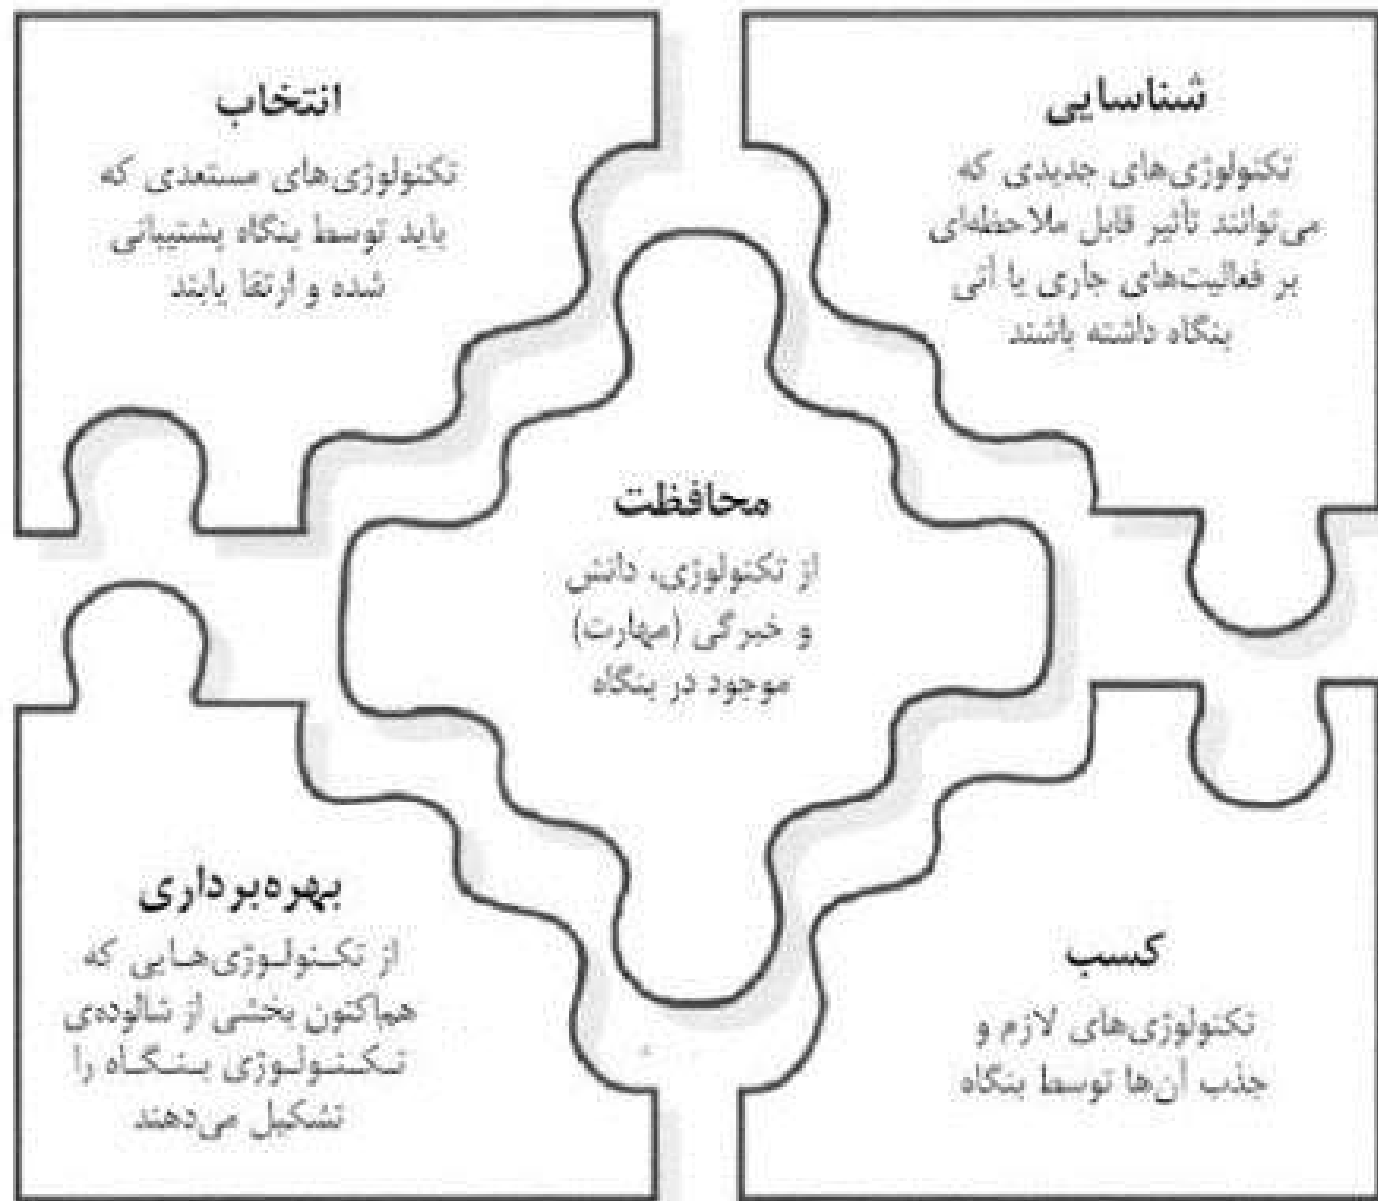 شناسایی
تکنولوژی‌های جدیدی که
می‌توانند تأثیر قابل ملاحظه‌ای
بر فعالیت‌های جاری یا آتی
بنگاه داشته باشند
انتخاب
تکنولوژی‌های مستعدی که
باید توسط بنگاه پشتیبانی
شده و ارتقا یابند
محافظت
از تکنولوژی، دانش
و خبرگی (مهارت)
موجود در بنگاه
کسب
تکنولوژی‌های لازم و
جذب آن‌ها توسط بنگاه
بهره‌برداری
از تکنولوژی‌هایی که
هم‌اکنون بخشی از شالوده‌ی
تکنولوژی بنگاه را
تشکیل می‌دهند